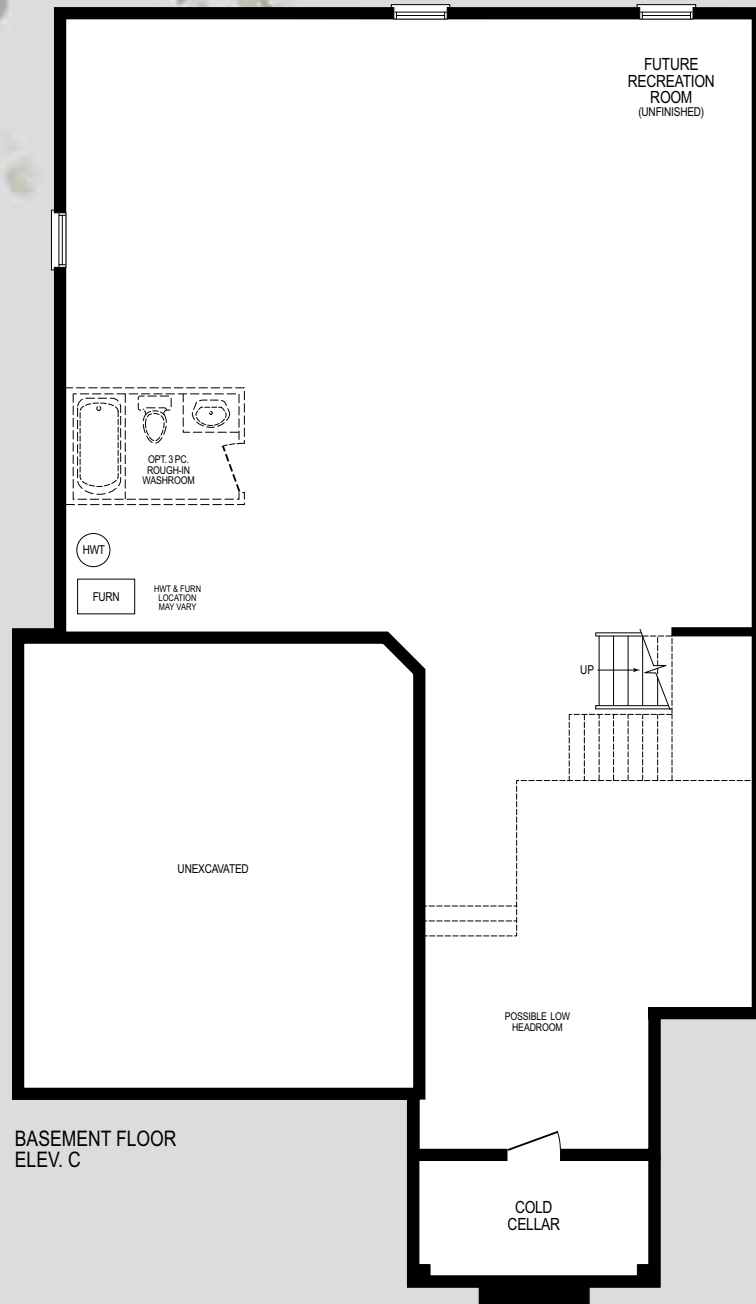 FUTURE
RECREATION
ROOM
(UNFINISHED)
OPT. 3 PC.
ROUGH-IN
WASHROOM
HWT
FURN
HWT & FURN
LOCATION
MAY VARY
UP
UNEXCAVATED
POSSIBLE LOW
HEADROOM
BASEMENT FLOOR
ELEV. C
COLD
CELLAR